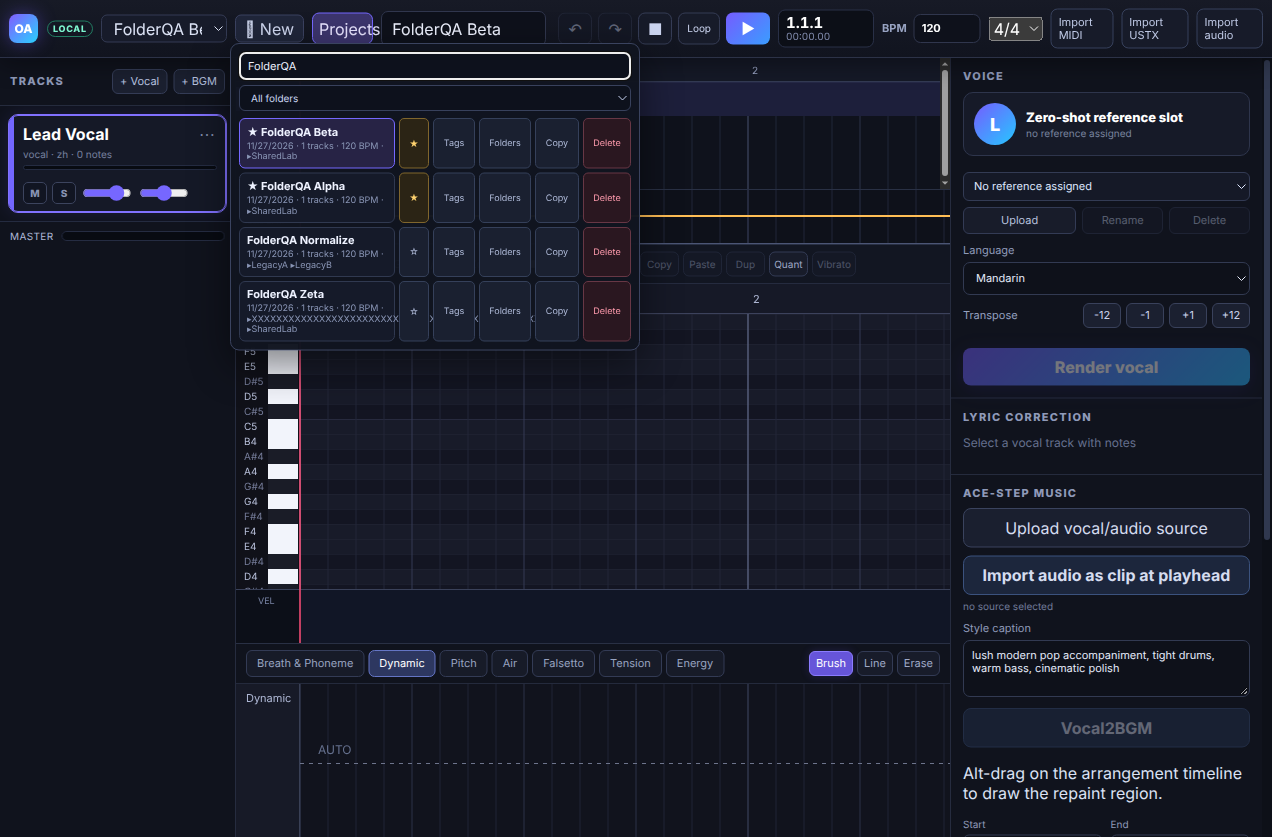 OA
LOCAL
FolderQA Be
New
Projects
FolderQA Beta
Loop
1.1.1
00:00.00
BPM
120
4/4
Import
MIDI
Import
USTX
Import
audio
TRACKS
+ Vocal
+ BGM
Lead Vocal
vocal · zh · 0 notes
M
S
MASTER
FolderQA
All folders
★ FolderQA Beta
11/27/2026 · 1 tracks · 120 BPM ·
▸SharedLab
★
Tags
Folders
Copy
Delete
★ FolderQA Alpha
11/27/2026 · 1 tracks · 120 BPM ·
▸SharedLab
★
Tags
Folders
Copy
Delete
FolderQA Normalize
11/27/2026 · 1 tracks · 120 BPM ·
▸LegacyA ▸LegacyB
☆
Tags
Folders
Copy
Delete
FolderQA Zeta
11/27/2026 · 1 tracks · 120 BPM ·
▸SharedLab
☆
Tags
Folders
Copy
Delete
2
Copy
Paste
Dup
Quant
Vibrato
2
F5
E5
D#5
D5
C#5
C5
B4
A#4
A4
G#4
G4
F#4
F4
E4
D#4
D4
VEL
Breath & Phoneme
Dynamic
Pitch
Air
Falsetto
Tension
Energy
Brush
Line
Erase
Dynamic
AUTO
VOICE
L
Zero-shot reference slot
no reference assigned
No reference assigned
Upload
Rename
Delete
Language
Mandarin
Transpose
-12
-1
+1
+12
Render vocal
LYRIC CORRECTION
Select a vocal track with notes
ACE-STEP MUSIC
Upload vocal/audio source
Import audio as clip at playhead
no source selected
Style caption
lush modern pop accompaniment, tight drums,
warm bass, cinematic polish
Vocal2BGM
Alt-drag on the arrangement timeline
to draw the repaint region.
Start
End